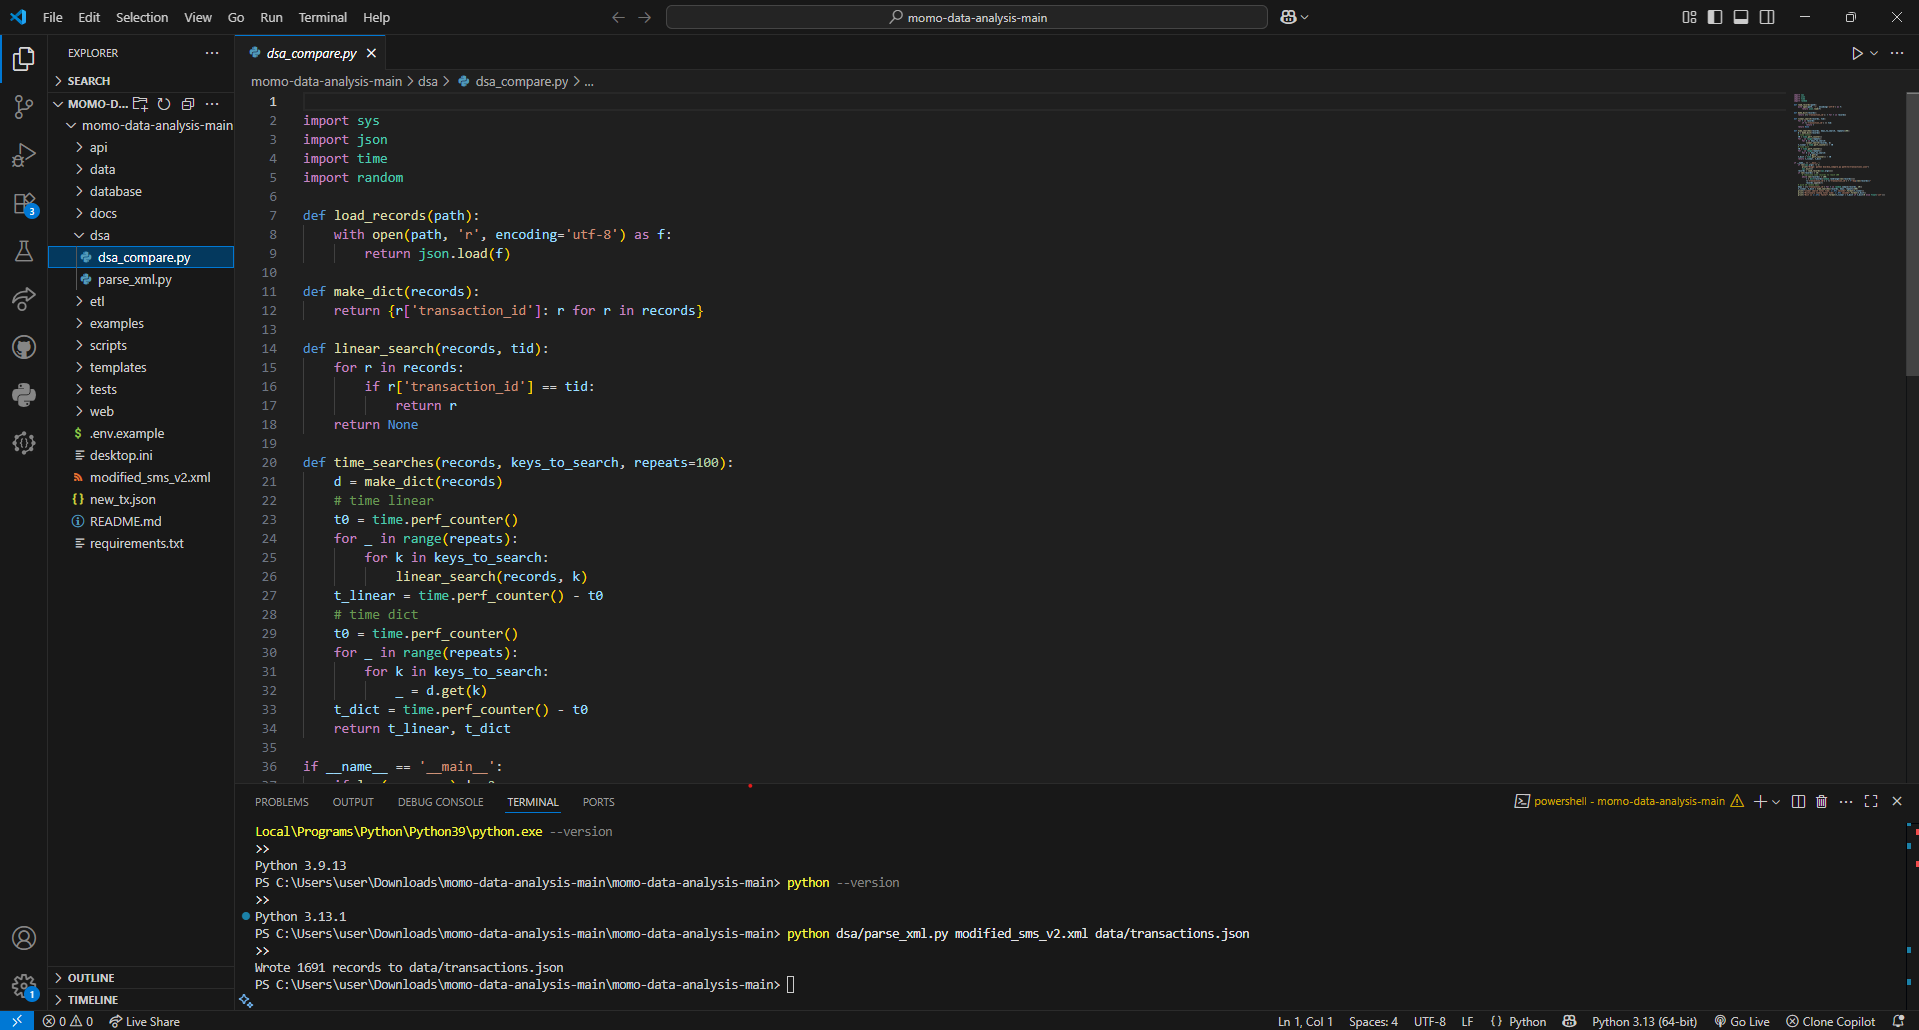 File Edit Selection View Go Run Terminal Help
momo-data-analysis-main
EXPLORER
SEARCH
MOMO-D...
momo-data-analysis-main
api
data
database
docs
dsa
dsa_compare.py
parse_xml.py
etl
examples
scripts
templates
tests
web
$ .env.example
desktop.ini
modified_sms_v2.xml
{} new_tx.json
README.md
requirements.txt
OUTLINE
TIMELINE
3
1
dsa_compare.py
momo-data-analysis-main > dsa > dsa_compare.py > ...
1
2 import sys
3 import json
4 import time
5 import random
6
7 def load_records(path):
8     with open(path, 'r', encoding='utf-8') as f:
9         return json.load(f)
10
11 def make_dict(records):
12     return {r['transaction_id']: r for r in records}
13
14 def linear_search(records, tid):
15     for r in records:
16         if r['transaction_id'] == tid:
17             return r
18     return None
19
20 def time_searches(records, keys_to_search, repeats=100):
21     d = make_dict(records)
22     # time linear
23     t0 = time.perf_counter()
24     for _ in range(repeats):
25         for k in keys_to_search:
26             linear_search(records, k)
27     t_linear = time.perf_counter() - t0
28     # time dict
29     t0 = time.perf_counter()
30     for _ in range(repeats):
31         for k in keys_to_search:
32             _ = d.get(k)
33     t_dict = time.perf_counter() - t0
34     return t_linear, t_dict
35
36 if __name__ == '__main__':
PROBLEMS OUTPUT DEBUG CONSOLE TERMINAL PORTS
powershell - momo-data-analysis-main
Local\Programs\Python\Python39\python.exe --version
>>
Python 3.9.13
PS C:\Users\user\Downloads\momo-data-analysis-main\momo-data-analysis-main> python --version
>>
Python 3.13.1
PS C:\Users\user\Downloads\momo-data-analysis-main\momo-data-analysis-main> python dsa/parse_xml.py modified_sms_v2.xml data/transactions.json
>>
Wrote 1691 records to data/transactions.json
PS C:\Users\user\Downloads\momo-data-analysis-main\momo-data-analysis-main>
0 0 Live Share
Ln 1, Col 1 Spaces: 4 UTF-8 LF {} Python Python 3.13 (64-bit) Go Live Clone Copilot